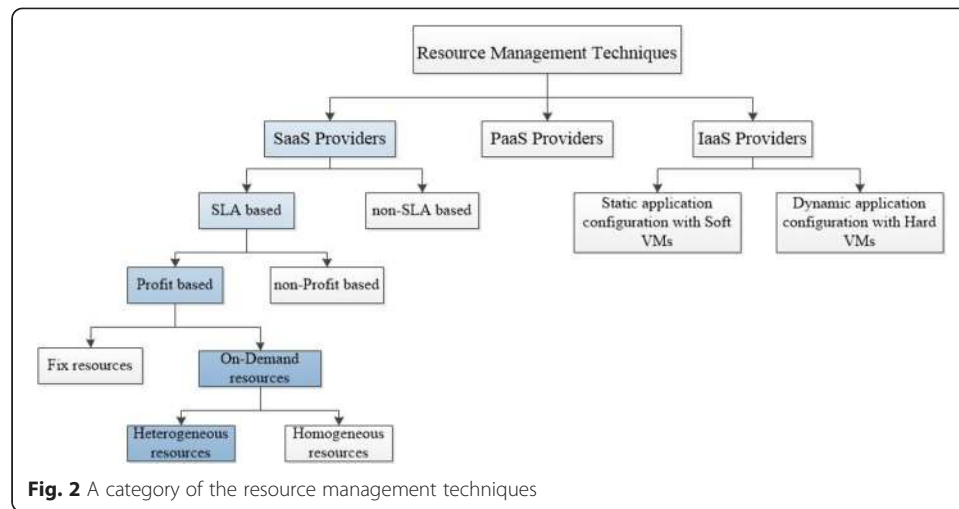 Resource Management Techniques
SaaS Providers
PaaS Providers
IaaS Providers
SLA based
non-SLA based
Static application
configuration with Soft
VMs
Dynamic application
configuration with Hard
VMs
Profit based
non-Profit based
Fix resources
On-Demand
resources
Heterogeneous
resources
Homogeneous
resources
Fig. 2 A category of the resource management techniques